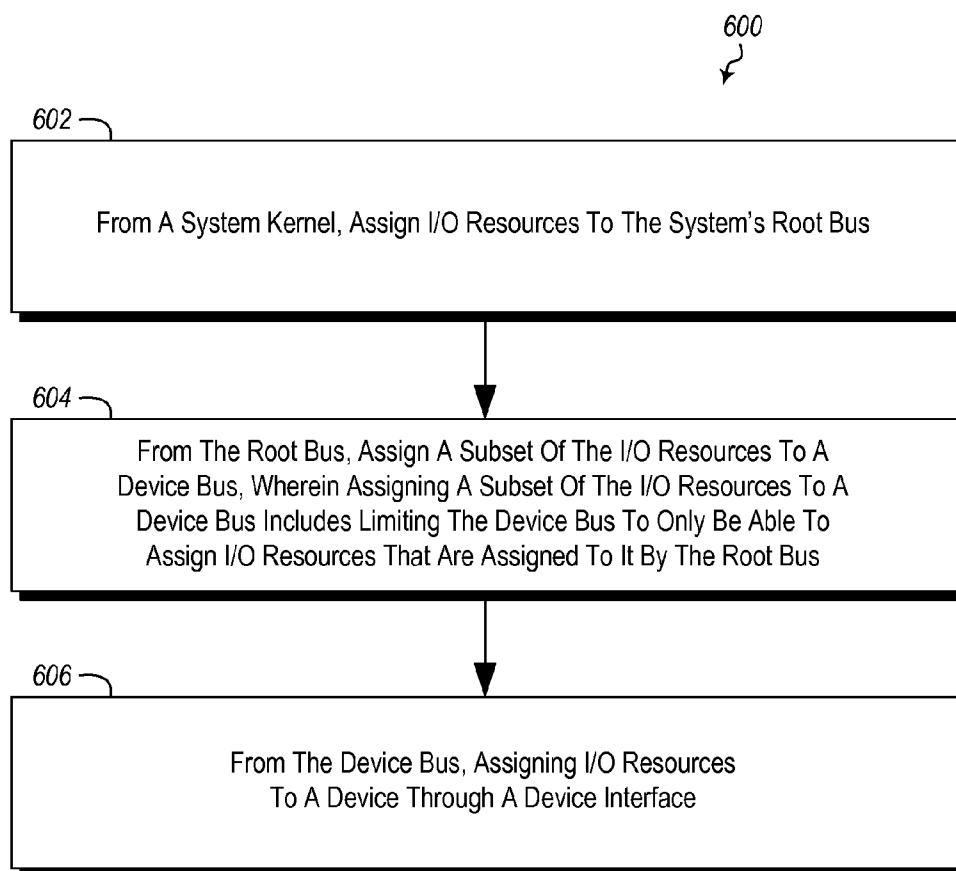 600
602
From A System Kernel, Assign I/O Resources To The System's Root Bus
604
From The Root Bus, Assign A Subset Of The I/O Resources To A
Device Bus, Wherein Assigning A Subset Of The I/O Resources To A
Device Bus Includes Limiting The Device Bus To Only Be Able To
Assign I/O Resources That Are Assigned To It By The Root Bus
606
From The Device Bus, Assigning I/O Resources
To A Device Through A Device Interface